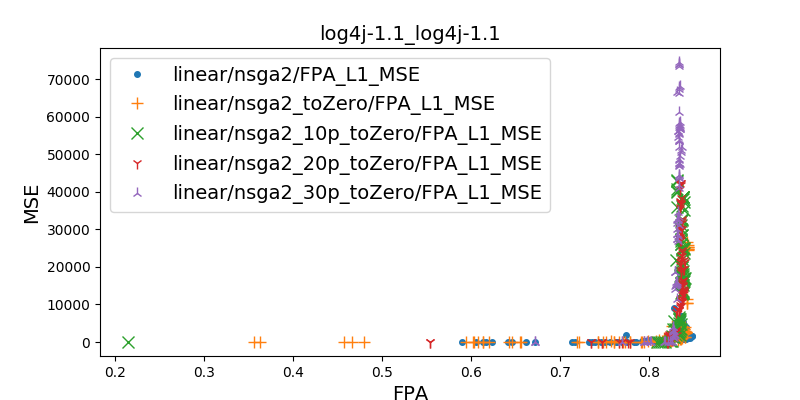 log4j-1.1_log4j-1.1
linear/nsga2/FPA_L1_MSE
linear/nsga2_toZero/FPA_L1_MSE
linear/nsga2_10p_toZero/FPA_L1_MSE
linear/nsga2_20p_toZero/FPA_L1_MSE
linear/nsga2_30p_toZero/FPA_L1_MSE
MSE
70000
60000
50000
40000
30000
20000
10000
0
0.2 0.3 0.4 0.5 0.6 0.7 0.8
FPA